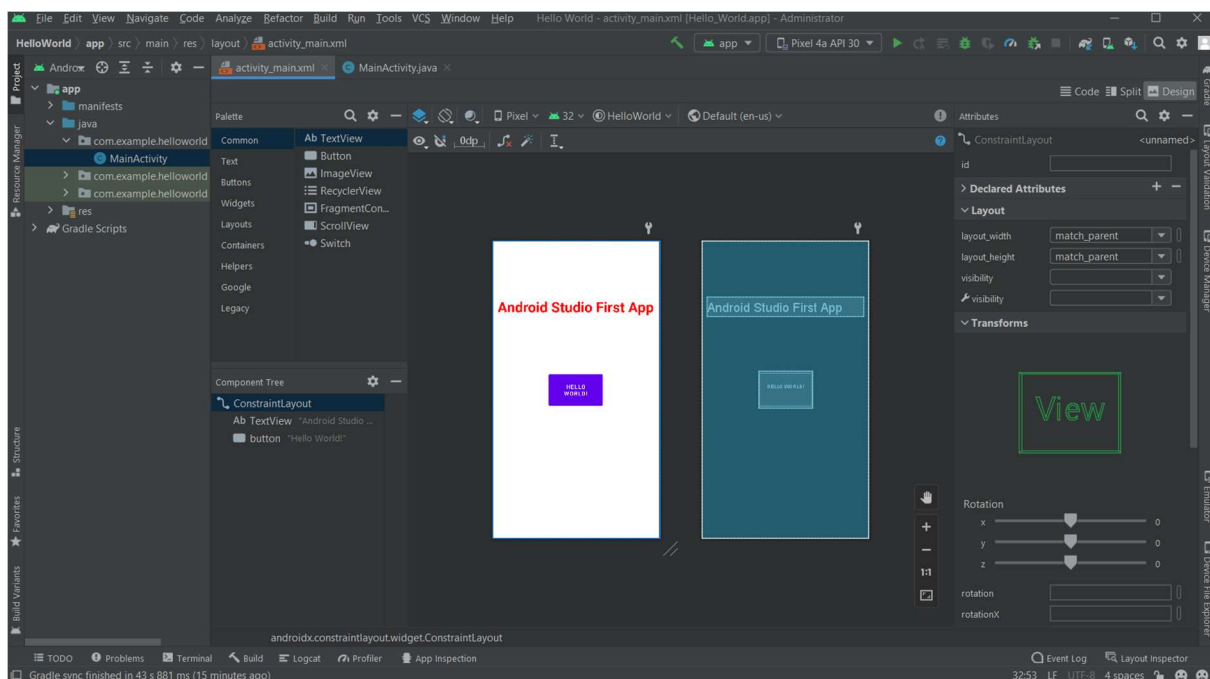 File Edit View Navigate Code Analyze Refactor Build Run Tools VCS Window Help Hello World - activity_main.xml [Hello_World.app] - Administrator
HelloWorld app src main res layout activity_main.xml
app Pixel 4a API 30
Project
activity_main.xml MainActivity.java
app
manifests
java
com.example.helloworld
MainActivity
com.example.helloworld
com.example.helloworld
res
Gradle Scripts
Resource Manager
Structure
Favorites
Build Variants
Code Split Design
Palette
Common
Text
Buttons
Widgets
Layouts
Containers
Helpers
Google
Legacy
Ab TextView
Button
ImageView
RecyclerView
FragmentCon...
ScrollView
Switch
Pixel 32 HelloWorld Default (en-us)
0dp
Component Tree
ConstraintLayout
Ab TextView "Android Studio ...
button "Hello World!"
Android Studio First App
HELLO
WORLD!
Android Studio First App
HELLO WORLD!
1:1
Attributes
ConstraintLayout <unnamed>
id
Declared Attributes
Layout
layout_width match_parent
layout_height match_parent
visibility
visibility
Transforms
View
Rotation
x 0
y 0
z 0
rotation
rotationX
Gradle
Layout Validation
Device Manager
Emulator
Device File Explorer
androidx.constraintlayout.widget.ConstraintLayout
TODO Problems Terminal Build Logcat Profiler App Inspection Event Log Layout Inspector
Gradle sync finished in 43 s 881 ms (15 minutes ago) 32:53 LF UTF-8 4 spaces